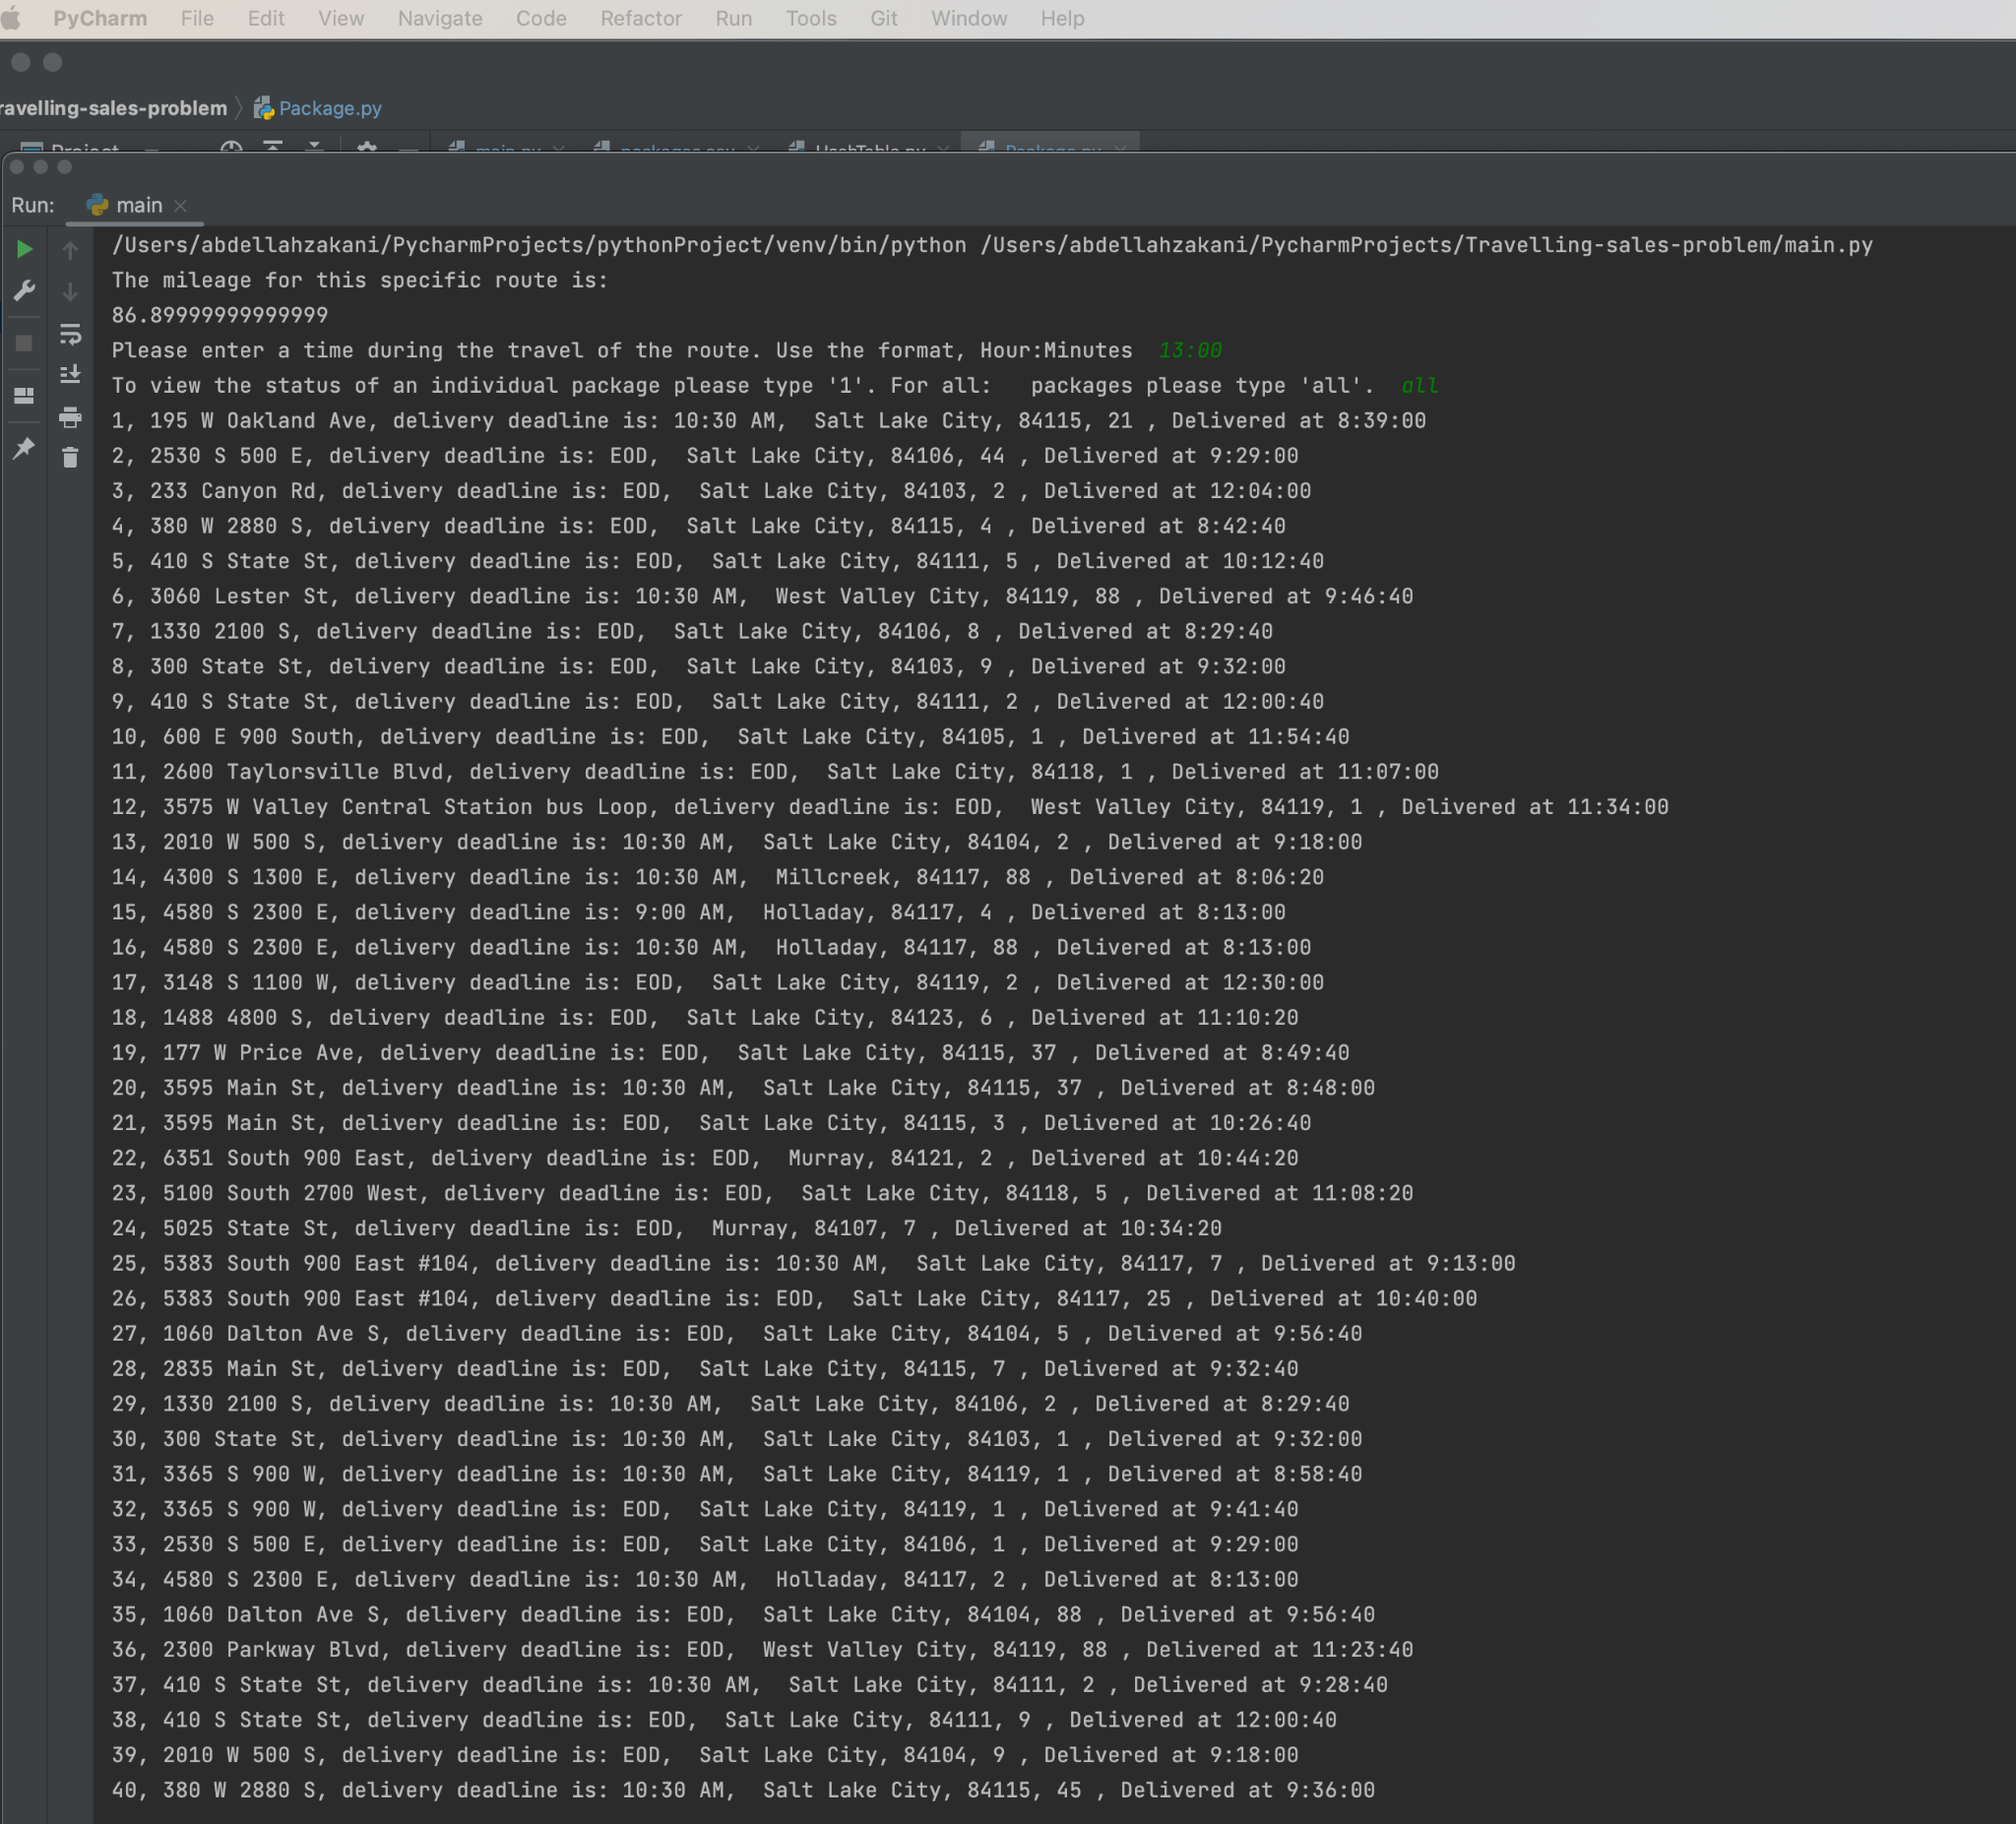 PyCharm File Edit View Navigate Code Refactor Run Tools Git Window Help
ravelling-sales-problem Package.py
Project main.py packages.csv HashTable.py Package.py
Run: main
/Users/abdellahzakani/PycharmProjects/pythonProject/venv/bin/python /Users/abdellahzakani/PycharmProjects/Travelling-sales-problem/main.py
The mileage for this specific route is:
86.89999999999999
Please enter a time during the travel of the route. Use the format, Hour:Minutes  13:00
To view the status of an individual package please type '1'. For all:   packages please type 'all'.  all
1, 195 W Oakland Ave, delivery deadline is: 10:30 AM,  Salt Lake City, 84115, 21 , Delivered at 8:39:00
2, 2530 S 500 E, delivery deadline is: EOD,  Salt Lake City, 84106, 44 , Delivered at 9:29:00
3, 233 Canyon Rd, delivery deadline is: EOD,  Salt Lake City, 84103, 2 , Delivered at 12:04:00
4, 380 W 2880 S, delivery deadline is: EOD,  Salt Lake City, 84115, 4 , Delivered at 8:42:40
5, 410 S State St, delivery deadline is: EOD,  Salt Lake City, 84111, 5 , Delivered at 10:12:40
6, 3060 Lester St, delivery deadline is: 10:30 AM,  West Valley City, 84119, 88 , Delivered at 9:46:40
7, 1330 2100 S, delivery deadline is: EOD,  Salt Lake City, 84106, 8 , Delivered at 8:29:40
8, 300 State St, delivery deadline is: EOD,  Salt Lake City, 84103, 9 , Delivered at 9:32:00
9, 410 S State St, delivery deadline is: EOD,  Salt Lake City, 84111, 2 , Delivered at 12:00:40
10, 600 E 900 South, delivery deadline is: EOD,  Salt Lake City, 84105, 1 , Delivered at 11:54:40
11, 2600 Taylorsville Blvd, delivery deadline is: EOD,  Salt Lake City, 84118, 1 , Delivered at 11:07:00
12, 3575 W Valley Central Station bus Loop, delivery deadline is: EOD,  West Valley City, 84119, 1 , Delivered at 11:34:00
13, 2010 W 500 S, delivery deadline is: 10:30 AM,  Salt Lake City, 84104, 2 , Delivered at 9:18:00
14, 4300 S 1300 E, delivery deadline is: 10:30 AM,  Millcreek, 84117, 88 , Delivered at 8:06:20
15, 4580 S 2300 E, delivery deadline is: 9:00 AM,  Holladay, 84117, 4 , Delivered at 8:13:00
16, 4580 S 2300 E, delivery deadline is: 10:30 AM,  Holladay, 84117, 88 , Delivered at 8:13:00
17, 3148 S 1100 W, delivery deadline is: EOD,  Salt Lake City, 84119, 2 , Delivered at 12:30:00
18, 1488 4800 S, delivery deadline is: EOD,  Salt Lake City, 84123, 6 , Delivered at 11:10:20
19, 177 W Price Ave, delivery deadline is: EOD,  Salt Lake City, 84115, 37 , Delivered at 8:49:40
20, 3595 Main St, delivery deadline is: 10:30 AM,  Salt Lake City, 84115, 37 , Delivered at 8:48:00
21, 3595 Main St, delivery deadline is: EOD,  Salt Lake City, 84115, 3 , Delivered at 10:26:40
22, 6351 South 900 East, delivery deadline is: EOD,  Murray, 84121, 2 , Delivered at 10:44:20
23, 5100 South 2700 West, delivery deadline is: EOD,  Salt Lake City, 84118, 5 , Delivered at 11:08:20
24, 5025 State St, delivery deadline is: EOD,  Murray, 84107, 7 , Delivered at 10:34:20
25, 5383 South 900 East #104, delivery deadline is: 10:30 AM,  Salt Lake City, 84117, 7 , Delivered at 9:13:00
26, 5383 South 900 East #104, delivery deadline is: EOD,  Salt Lake City, 84117, 25 , Delivered at 10:40:00
27, 1060 Dalton Ave S, delivery deadline is: EOD,  Salt Lake City, 84104, 5 , Delivered at 9:56:40
28, 2835 Main St, delivery deadline is: EOD,  Salt Lake City, 84115, 7 , Delivered at 9:32:40
29, 1330 2100 S, delivery deadline is: 10:30 AM,  Salt Lake City, 84106, 2 , Delivered at 8:29:40
30, 300 State St, delivery deadline is: 10:30 AM,  Salt Lake City, 84103, 1 , Delivered at 9:32:00
31, 3365 S 900 W, delivery deadline is: 10:30 AM,  Salt Lake City, 84119, 1 , Delivered at 8:58:40
32, 3365 S 900 W, delivery deadline is: EOD,  Salt Lake City, 84119, 1 , Delivered at 9:41:40
33, 2530 S 500 E, delivery deadline is: EOD,  Salt Lake City, 84106, 1 , Delivered at 9:29:00
34, 4580 S 2300 E, delivery deadline is: 10:30 AM,  Holladay, 84117, 2 , Delivered at 8:13:00
35, 1060 Dalton Ave S, delivery deadline is: EOD,  Salt Lake City, 84104, 88 , Delivered at 9:56:40
36, 2300 Parkway Blvd, delivery deadline is: EOD,  West Valley City, 84119, 88 , Delivered at 11:23:40
37, 410 S State St, delivery deadline is: 10:30 AM,  Salt Lake City, 84111, 2 , Delivered at 9:28:40
38, 410 S State St, delivery deadline is: EOD,  Salt Lake City, 84111, 9 , Delivered at 12:00:40
39, 2010 W 500 S, delivery deadline is: EOD,  Salt Lake City, 84104, 9 , Delivered at 9:18:00
40, 380 W 2880 S, delivery deadline is: 10:30 AM,  Salt Lake City, 84115, 45 , Delivered at 9:36:00